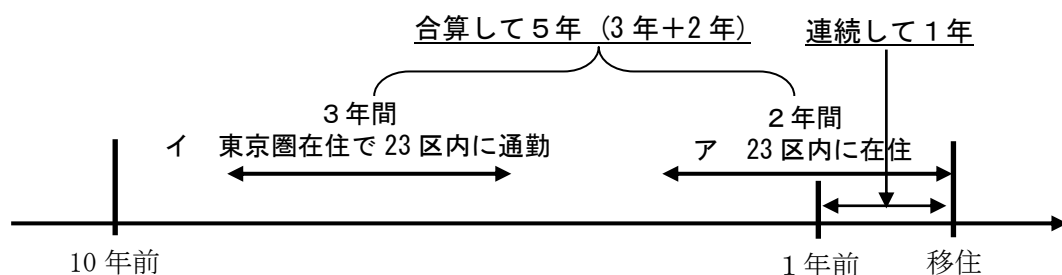 合算して５年（3年＋2年）
連続して１年
３年間
イ　東京圏在住で 23 区内に通勤
２年間
ア　23 区内に在住
10 年前
１年前
移住